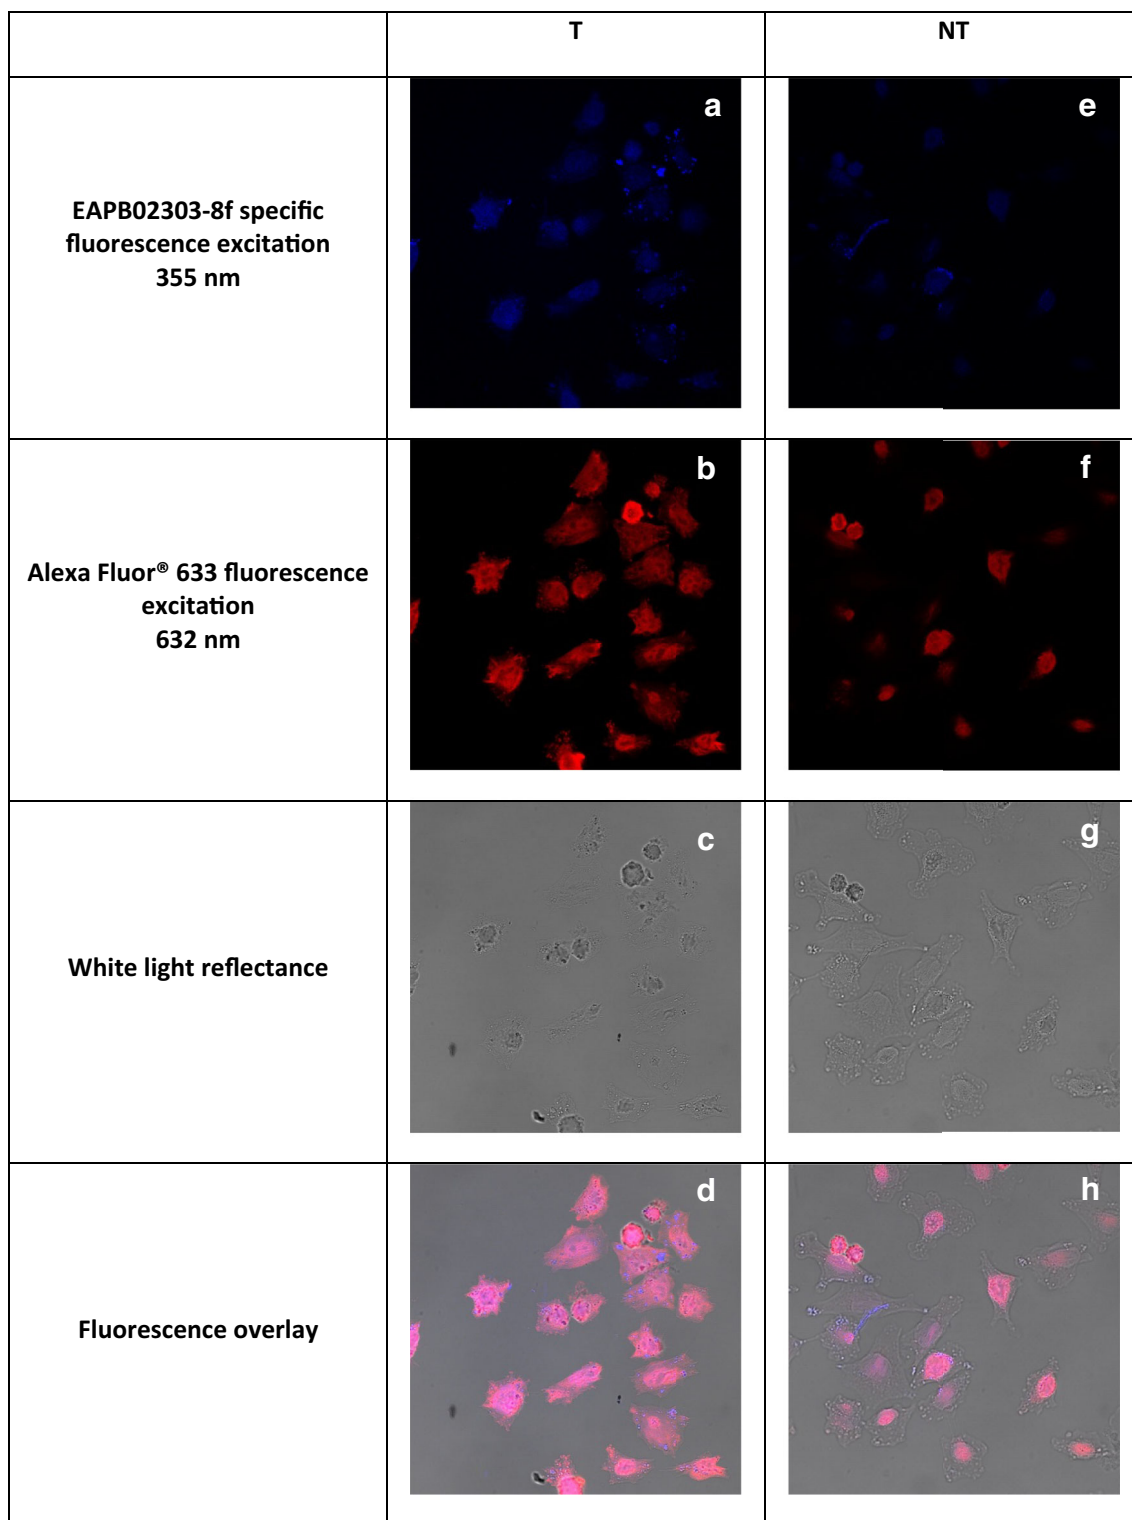 T
NT
EAPB02303-8f specific
fluorescence excitation
355 nm
a
e
Alexa Fluor® 633 fluorescence
excitation
632 nm
b
f
White light reflectance
c
g
Fluorescence overlay
d
h